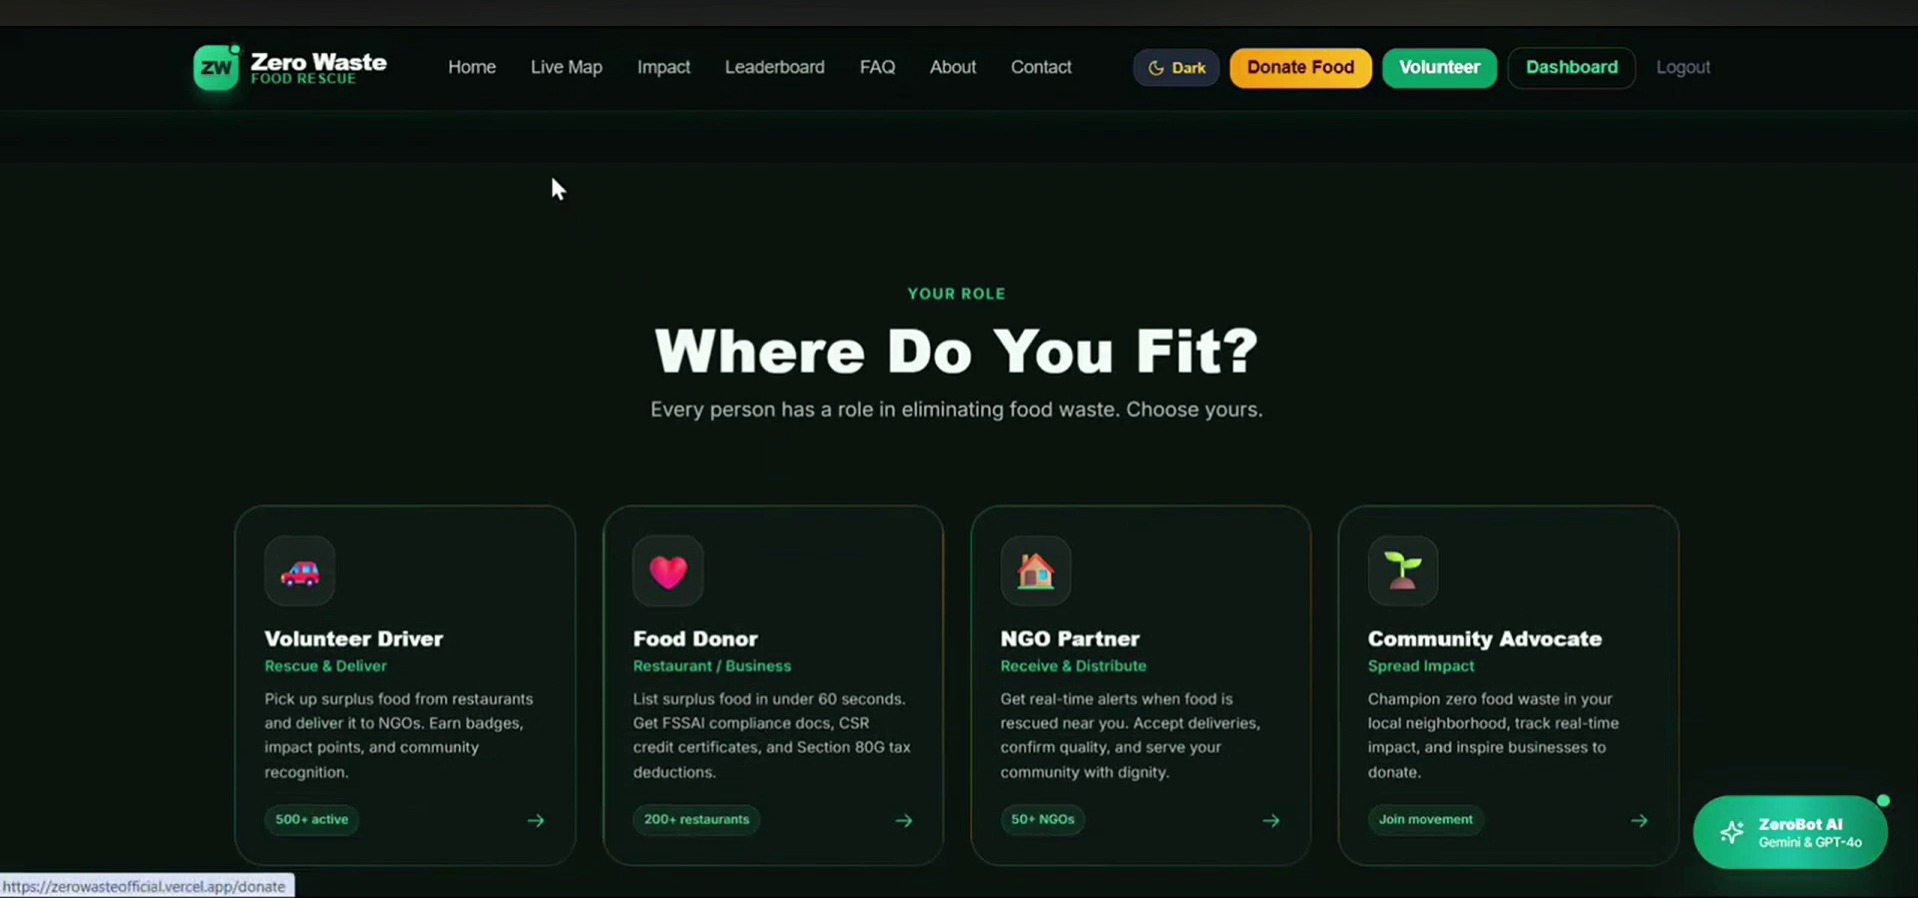 ZW
Zero Waste
FOOD RESCUE
Home
Live Map
Impact
Leaderboard
FAQ
About
Contact
Dark
Donate Food
Volunteer
Dashboard
Logout
YOUR ROLE
Where Do You Fit?
Every person has a role in eliminating food waste. Choose yours.
Volunteer Driver
Rescue & Deliver
Pick up surplus food from restaurants
and deliver it to NGOs. Earn badges,
impact points, and community
recognition.
500+ active
Food Donor
Restaurant / Business
List surplus food in under 60 seconds.
Get FSSAI compliance docs, CSR
credit certificates, and Section 80G tax
deductions.
200+ restaurants
NGO Partner
Receive & Distribute
Get real-time alerts when food is
rescued near you. Accept deliveries,
confirm quality, and serve your
community with dignity.
50+ NGOs
Community Advocate
Spread Impact
Champion zero food waste in your
local neighborhood, track real-time
impact, and inspire businesses to
donate.
Join movement
ZeroBot AI
Gemini & GPT-4o
https://zerowasteofficial.vercel.app/donate